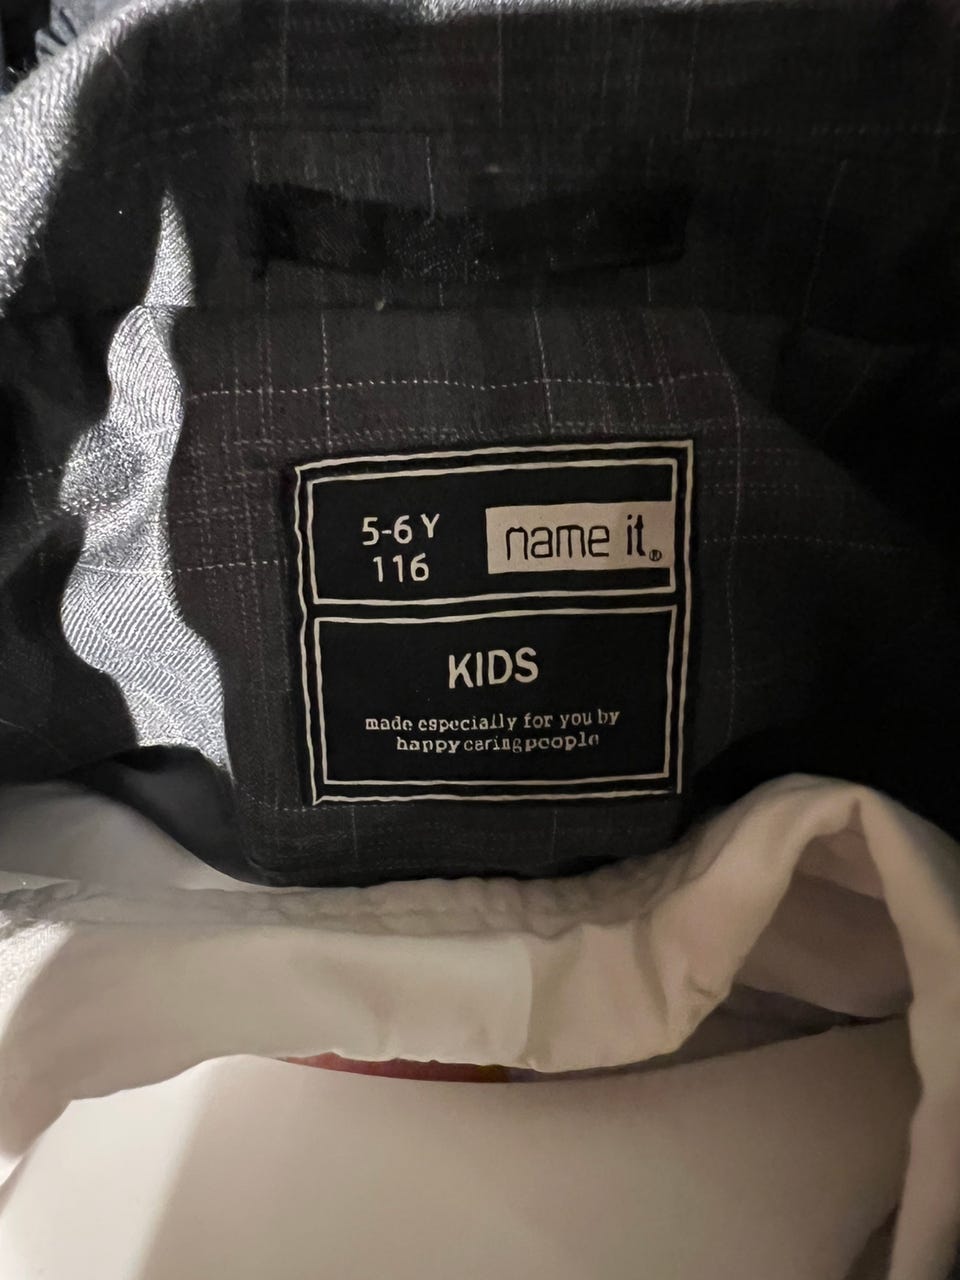 5-6 Y
116
name it®
KIDS
made especially for you by
happy caring people